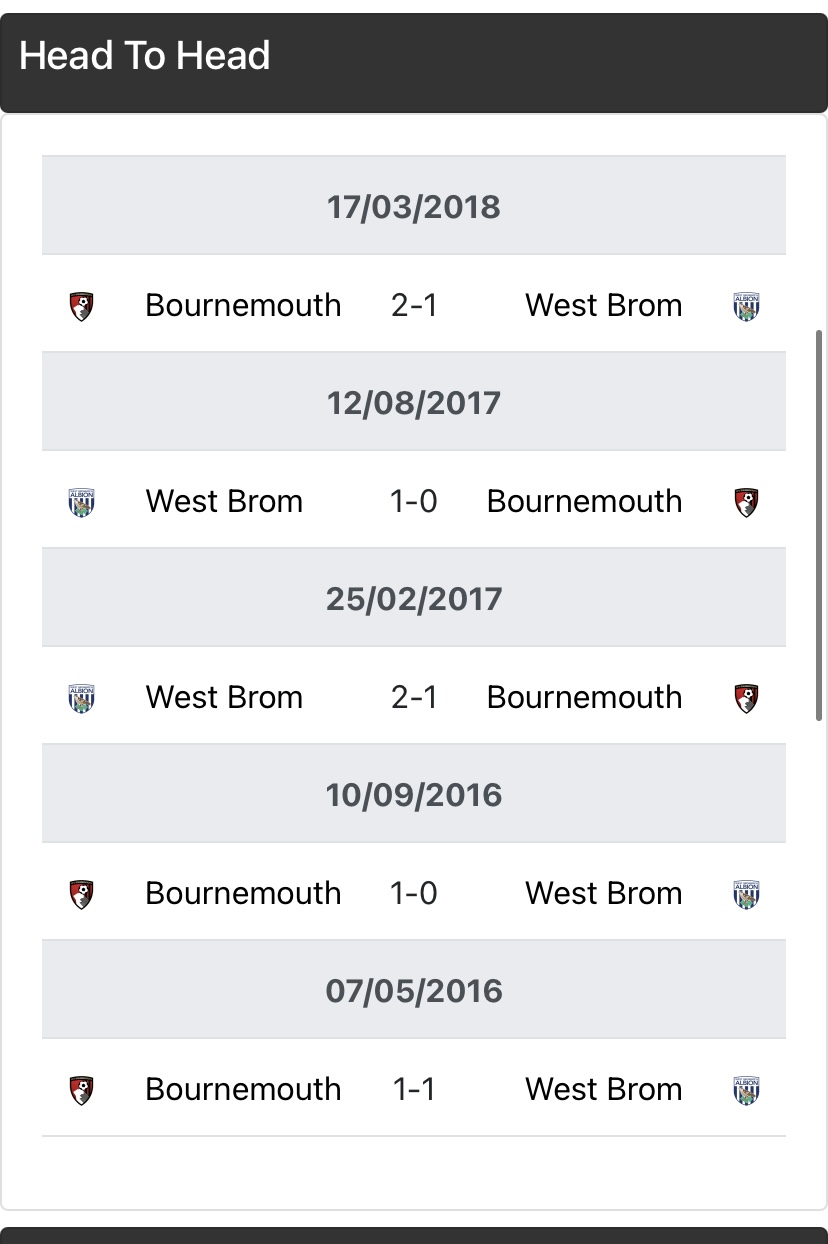 Head To Head
17/03/2018
Bournemouth 2-1 West Brom
12/08/2017
West Brom 1-0 Bournemouth
25/02/2017
West Brom 2-1 Bournemouth
10/09/2016
Bournemouth 1-0 West Brom
07/05/2016
Bournemouth 1-1 West Brom